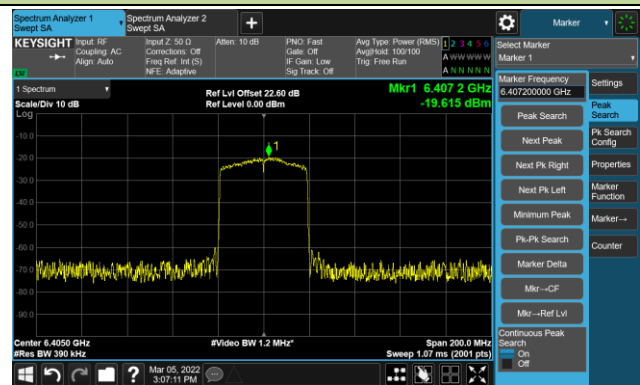 Spectrum Analyzer 1
Swept SA
Spectrum Analyzer 2
Swept SA
+
Marker
KEYSIGHT
Input: RF
Coupling: AC
Align: Auto
Input Z: 50 Ω
Corrections: Off
Freq Ref: Int (S)
NFE: Adaptive
Atten: 10 dB
PNO: Fast
Gate: Off
IF Gain: Low
Sig Track: Off
Avg Type: Power (RMS)
Avg|Hold: 100/100
Trig: Free Run
1 2 3 4 5 6
A W W W W W
A N N N N N
Select Marker
Marker 1
1 Spectrum
Scale/Div 10 dB
Log
Ref Lvl Offset 22.60 dB
Ref Level 0.00 dBm
Mkr1 6.407 2 GHz
-19.615 dBm
Marker Frequency
6.407200000 GHz
Peak Search
Next Peak
Next Pk Right
Next Pk Left
Minimum Peak
Pk-Pk Search
Marker Delta
Mkr→CF
Mkr→Ref Lvl
Continuous Peak
Search
On
Off
Settings
Peak
Search
Pk Search
Config
Properties
Marker
Function
Marker→
Counter
-10.0
-20.0
-30.0
-40.0
-50.0
-60.0
-70.0
-80.0
-90.0
1
Center 6.4050 GHz
#Res BW 390 kHz
#Video BW 1.2 MHz*
Span 200.0 MHz
Sweep 1.07 ms (2001 pts)
?
Mar 05, 2022
3:07:11 PM